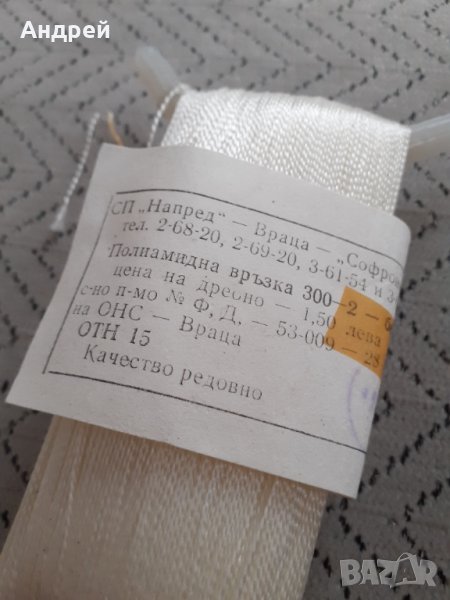 Андрей
СП „Напред“ — Враца — „Софро
тел. 2-68-20, 2-69-20, 3-61-54 и 3-
Полиамидна връзка 300—2 — б
цена на дребно — 1,50 лева
с-но п-мо № Ф. Д. — 53-009 — 28
на ОНС — Враца
ОТН 15
Качество редовно
BAZAR